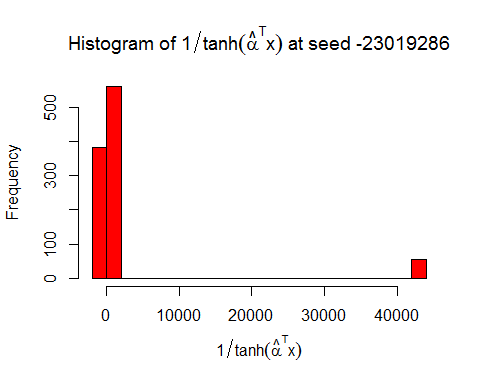 Histogram of 1/tanh(α̂ᵀx) at seed -23019286
Frequency
500
300
100
0
0 10000 20000 30000 40000
1/tanh(α̂ᵀx)